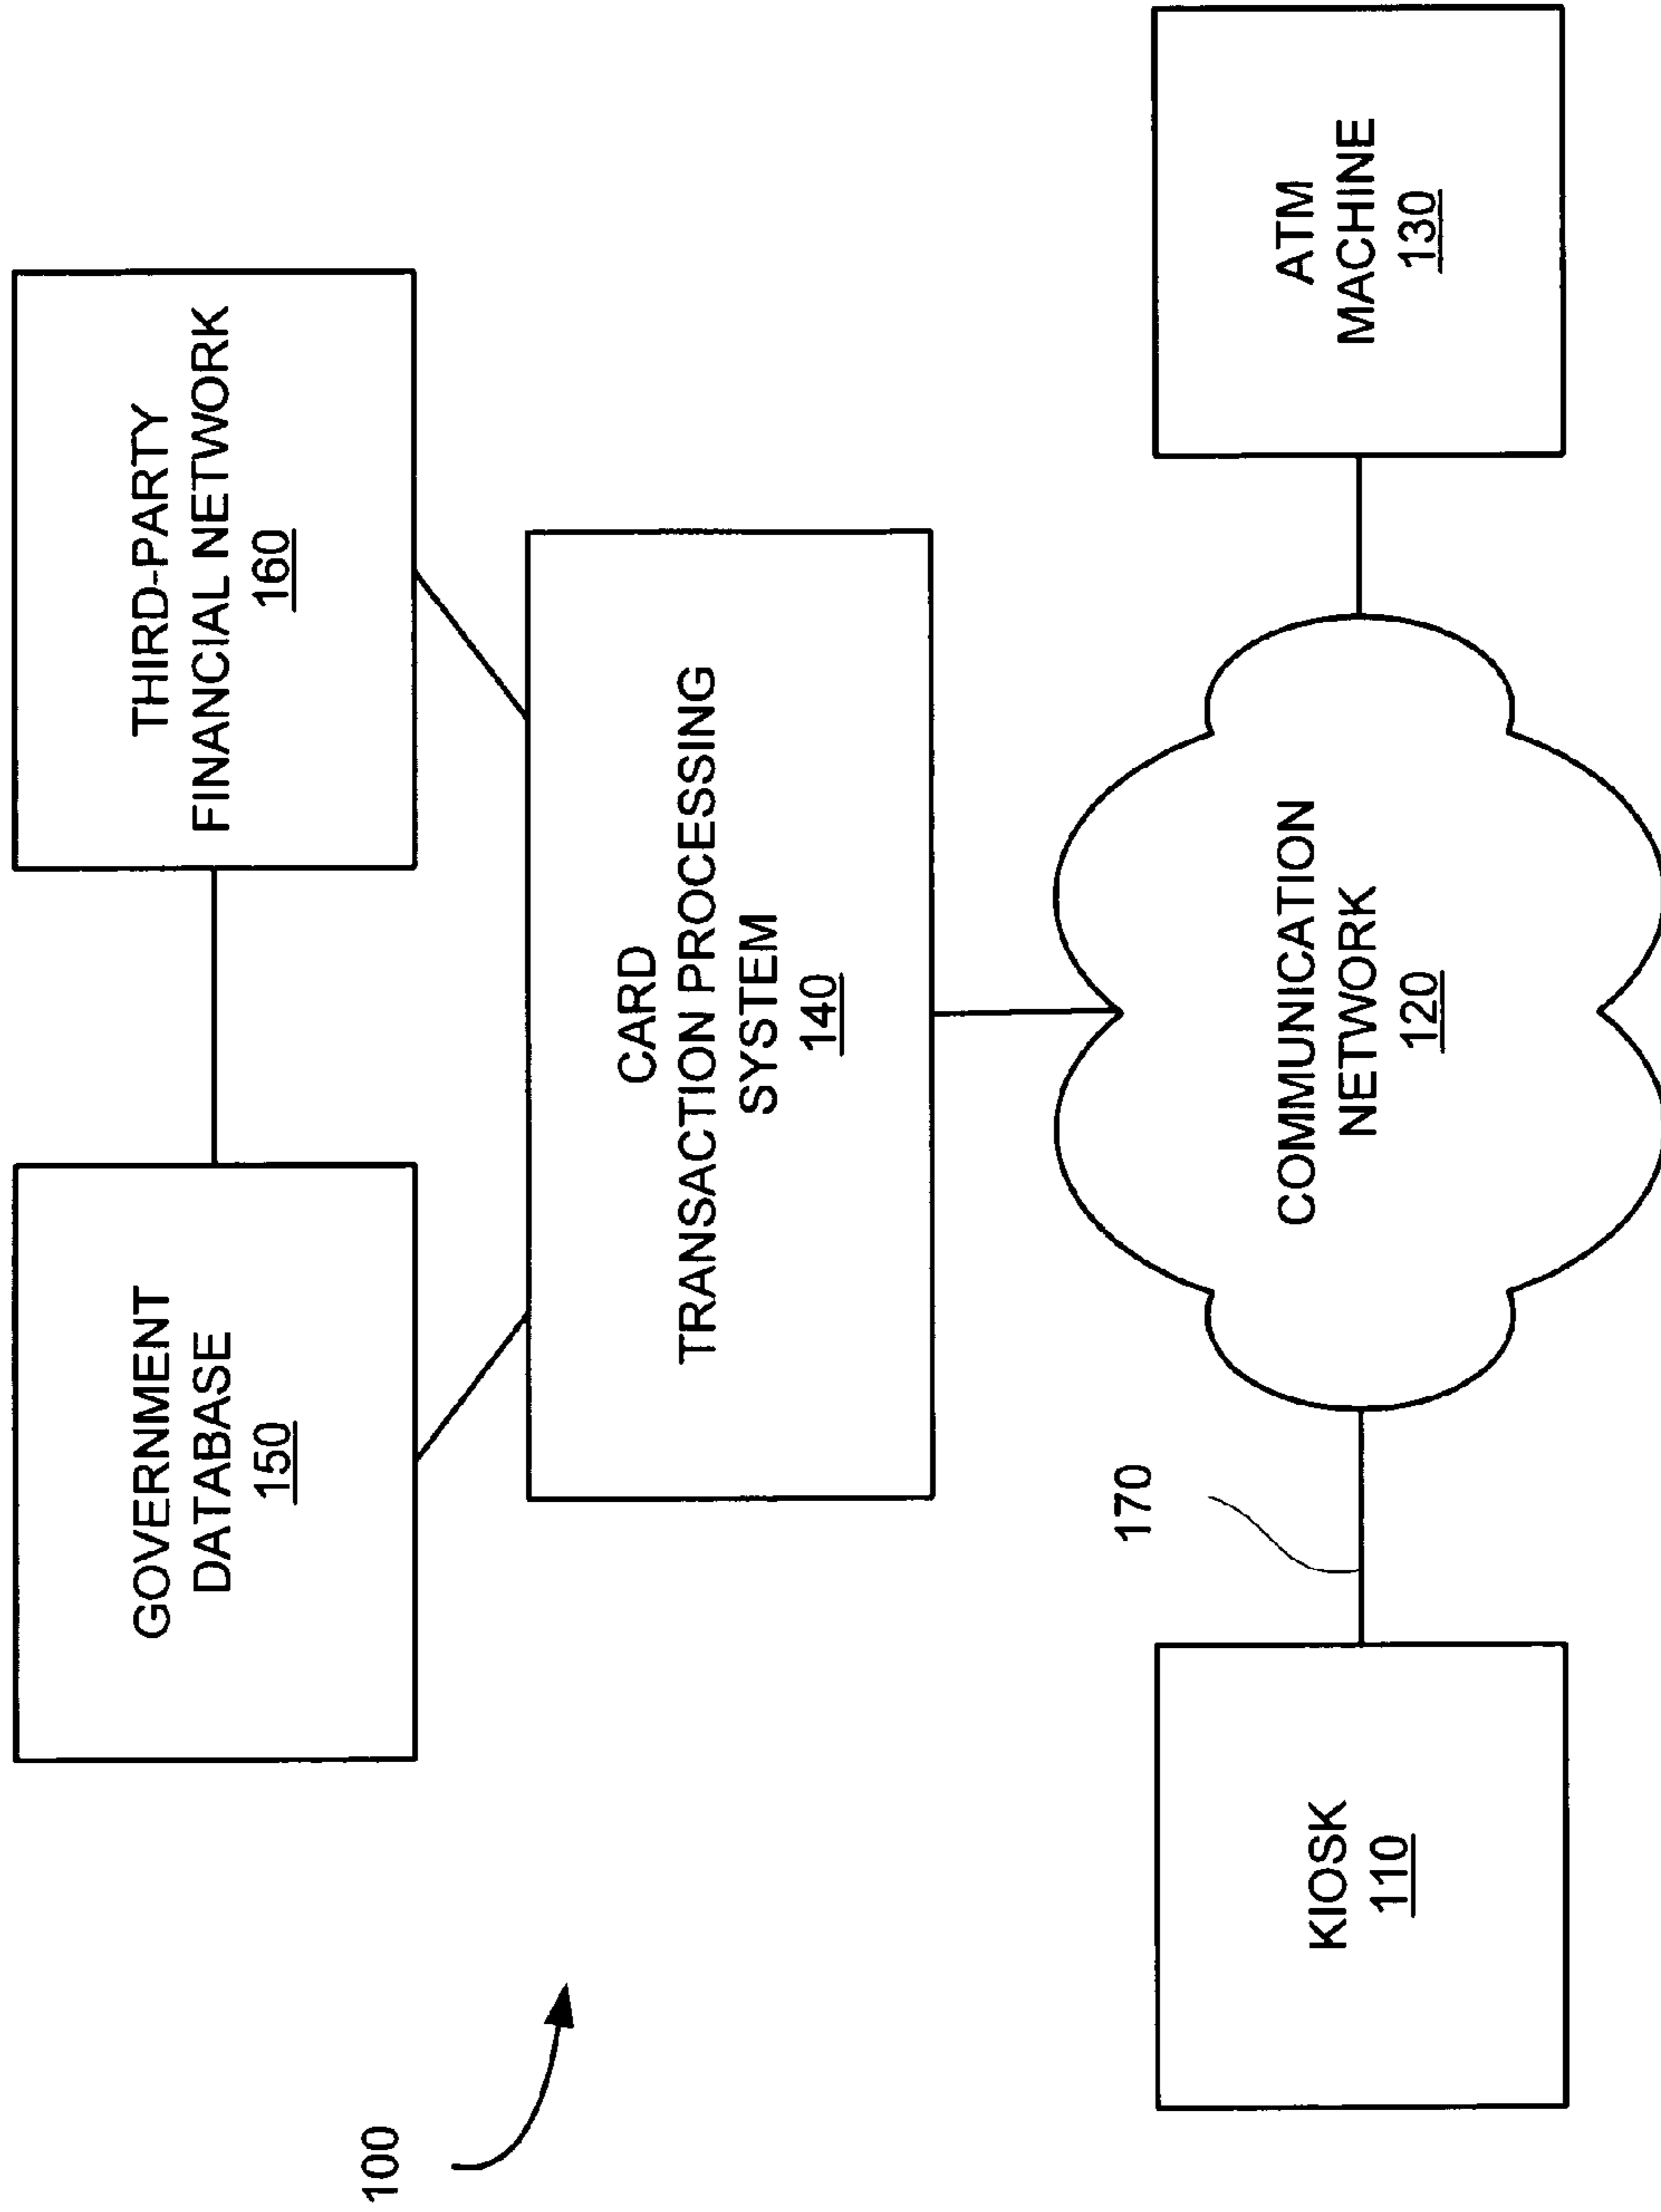 100
GOVERNMENT
DATABASE
150
THIRD-PARTY
FINANCIAL NETWORK
160
CARD
TRANSACTION PROCESSING
SYSTEM
140
170
KIOSK
110
COMMUNICATION
NETWORK
120
ATM
MACHINE
130